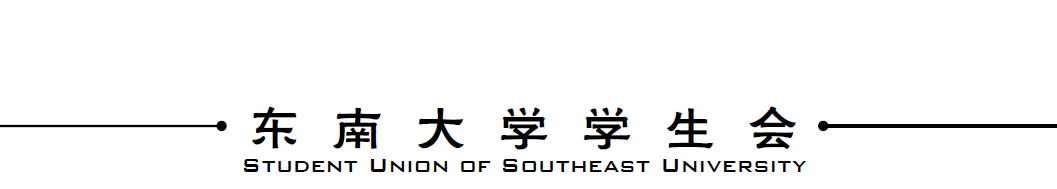 东南大学学生会
STUDENT UNION OF SOUTHEAST UNIVERSITY